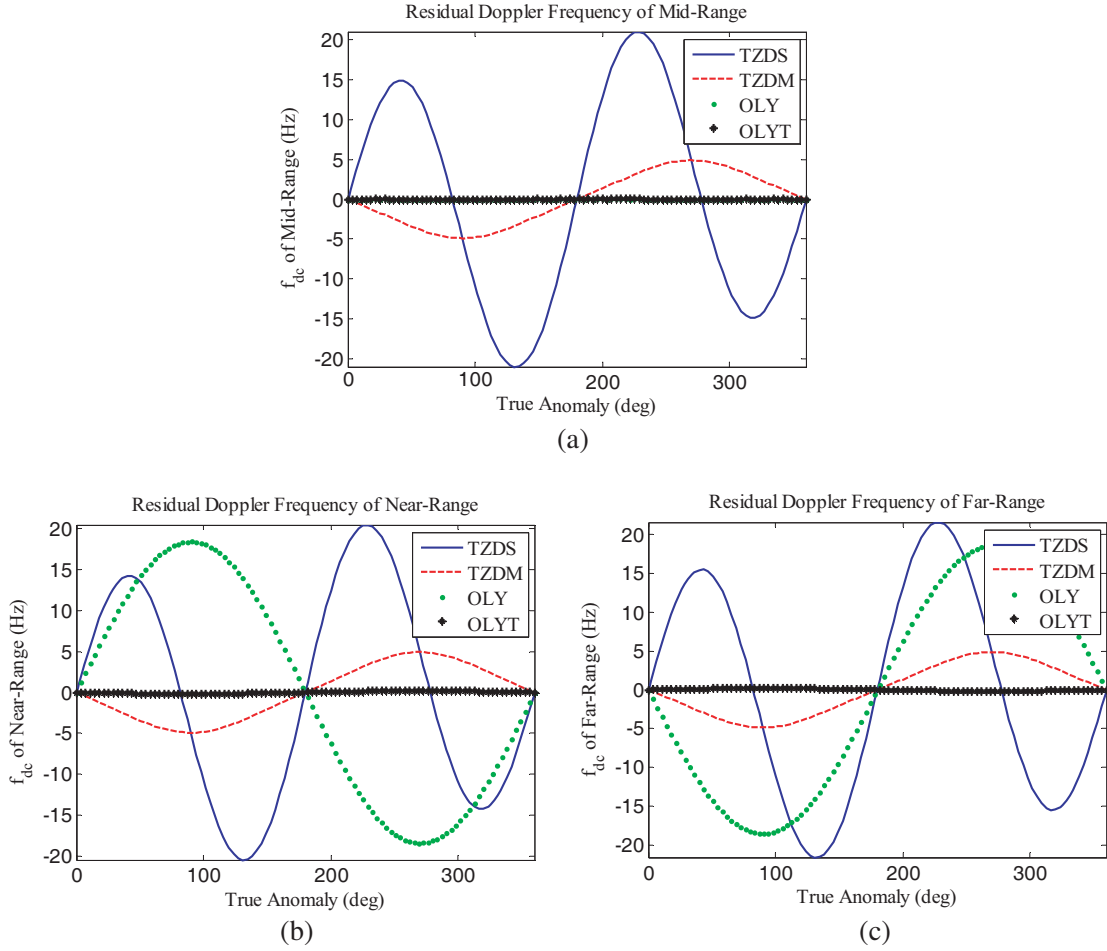 Residual Doppler Frequency of Mid-Range
f_dc of Mid-Range (Hz)
20
15
10
5
0
-5
-10
-15
-20
TZDS
TZDM
OLY
OLYT
0 100 200 300
True Anomaly (deg)
(a)
Residual Doppler Frequency of Near-Range
f_dc of Near-Range (Hz)
20
15
10
5
0
-5
-10
-15
-20
TZDS
TZDM
OLY
OLYT
0 100 200 300
True Anomaly (deg)
(b)
Residual Doppler Frequency of Far-Range
f_dc of Far-Range (Hz)
20
15
10
5
0
-5
-10
-15
-20
TZDS
TZDM
OLY
OLYT
0 100 200 300
True Anomaly (deg)
(c)